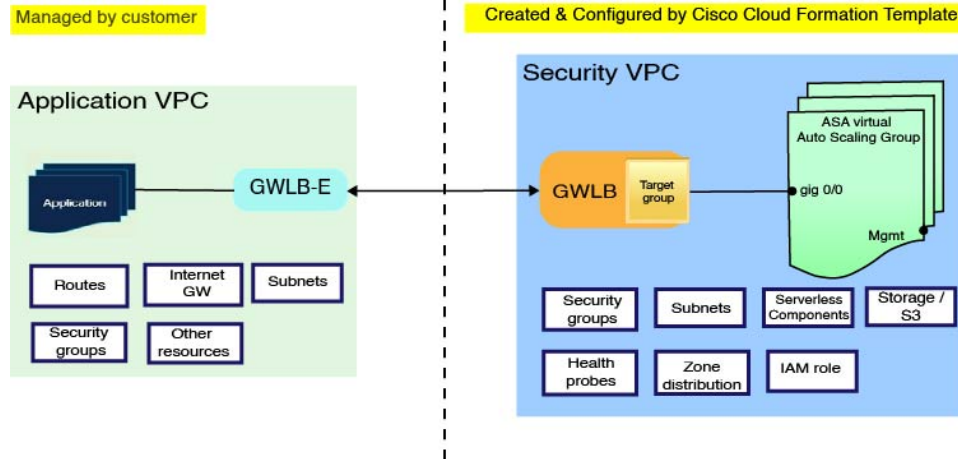 Managed by customer
Created & Configured by Cisco Cloud Formation Template
Application VPC
Application
GWLB-E
Routes
Internet
GW
Subnets
Security
groups
Other
resources
Security VPC
GWLB
Target
group
ASA virtual
Auto Scaling Group
gig 0/0
Mgmt
Security
groups
Subnets
Serverless
Components
Storage /
S3
Health
probes
Zone
distribution
IAM role